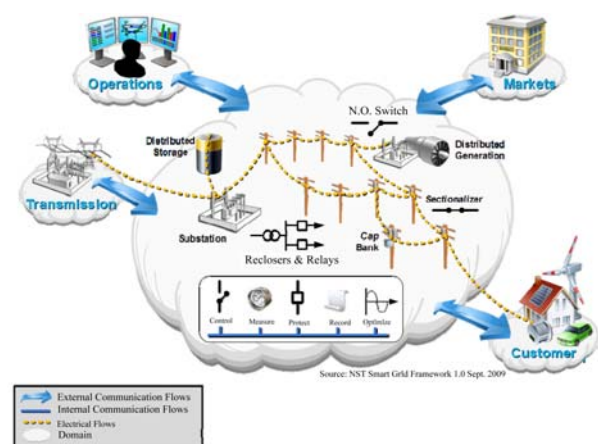 Operations
Markets
N.O. Switch
Distributed
Storage
Distributed
Generation
Transmission
Substation
Sectionalizer
Cap
Bank
Reclosers & Relays
Control
Measure
Protect
Record
Optimize
Customer
Source: NST Smart Grid Framework 1.0 Sept. 2009
External Communication Flows
Internal Communication Flows
Electrical Flows
Domain